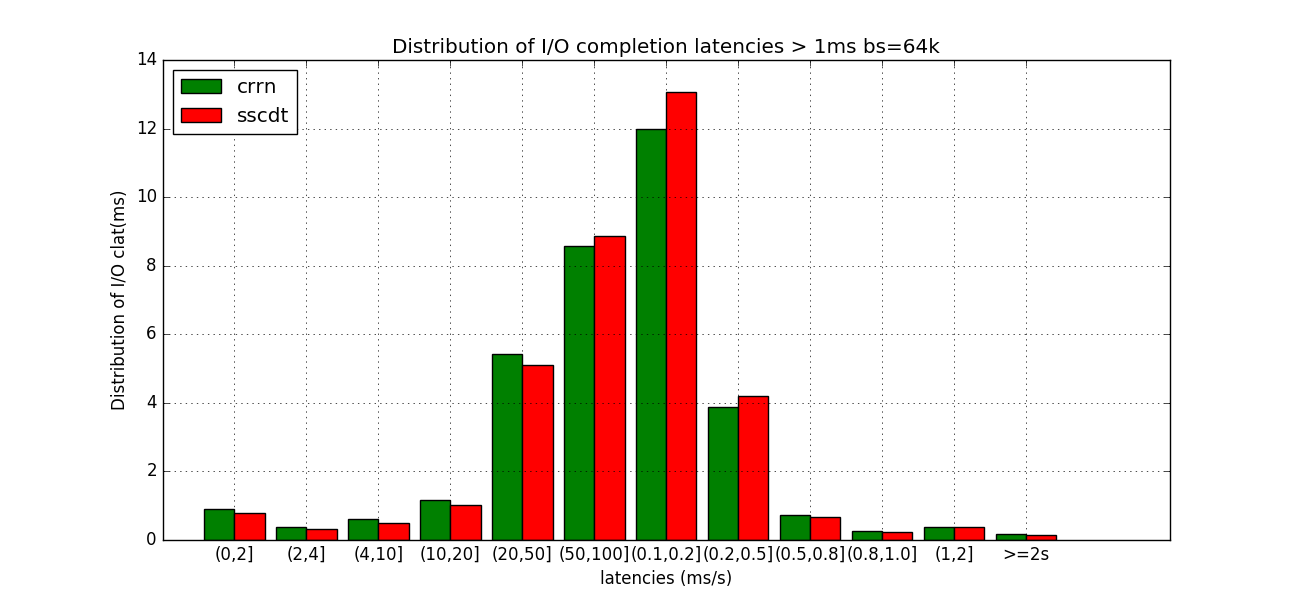 Distribution of I/O completion latencies > 1ms bs=64k
14
12
10
8
6
4
2
0
Distribution of I/O clat(ms)
crrn
sscdt
(0,2] (2,4] (4,10] (10,20] (20,50] (50,100] (0.1,0.2] (0.2,0.5] (0.5,0.8] (0.8,1.0] (1,2] >=2s
latencies (ms/s)